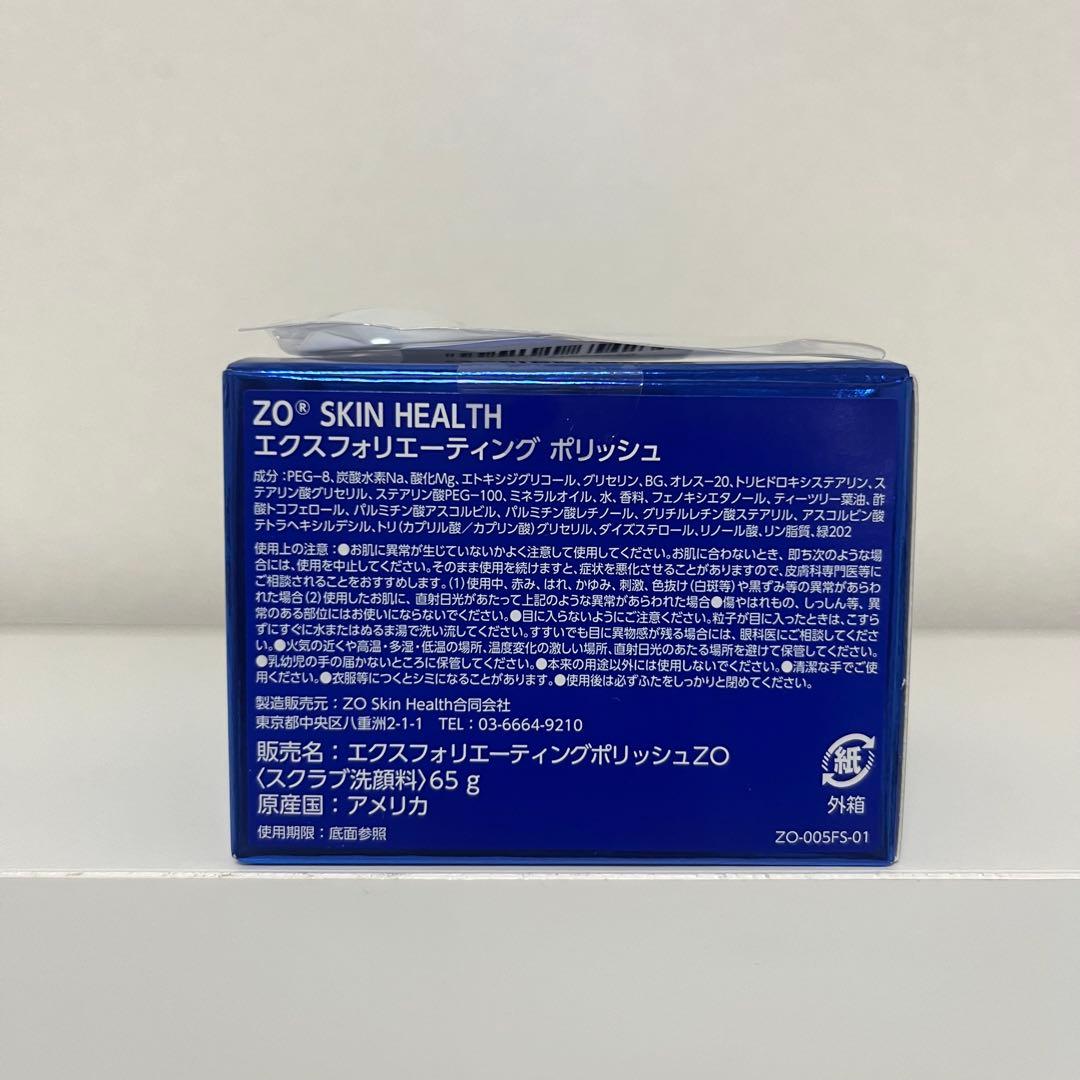 ZO® SKIN HEALTH
エクスフォリエーティング ポリッシュ
成分：PEG-8、炭酸水素Na、酸化Mg、エトキシジグリコール、グリセリン、BG、オレス-20、トリヒドロキシステアリン、ス
テアリン酸グリセリル、ステアリン酸PEG-100、ミネラルオイル、水、香料、フェノキシエタノール、ティーツリー葉油、酢
酸トコフェロール、パルミチン酸アスコルビル、パルミチン酸レチノール、グリチルレチン酸ステアリル、アスコルビン酸
テトラヘキシルデシル、トリ（カプリル酸／カプリン酸）グリセリル、ダイズステロール、リノール酸、リン脂質、緑202
使用上の注意：●お肌に異常が生じていないかよく注意して使用してください。お肌に合わないとき、即ち次のような場
合には、使用を中止してください。そのまま使用を続けますと、症状を悪化させることがありますので、皮膚科専門医等に
ご相談されることをおすすめします。（1）使用中、赤み、はれ、かゆみ、刺激、色抜け（白斑等）や黒ずみ等の異常があらわ
れた場合（2）使用したお肌に、直射日光があたって上記のような異常があらわれた場合●傷やはれもの、しっしん等、異
常のある部位にはお使いにならないでください。●目に入らないようにご注意ください。粒子が目に入ったときは、こすら
ずにすぐに水またはぬるま湯で洗い流してください。すすいでも目に異物感が残る場合には、眼科医にご相談してくださ
い。●火気の近くや高温・多湿・低温の場所、温度変化の激しい場所、直射日光のあたる場所を避けて保管してください。
●乳幼児の手の届かないところに保管してください。●本来の用途以外には使用しないでください。●清潔な手でご使
用ください。●衣服等につくとシミになることがあります。●使用後は必ずふたをしっかりと閉めてください。
製造販売元：ZO Skin Health合同会社
東京都中央区八重洲2-1-1 TEL：03-6664-9210
販売名：エクスフォリエーティングポリッシュZO
〈スクラブ洗顔料〉65 g
原産国：アメリカ
使用期限：底面参照
紙
外箱
ZO-005FS-01